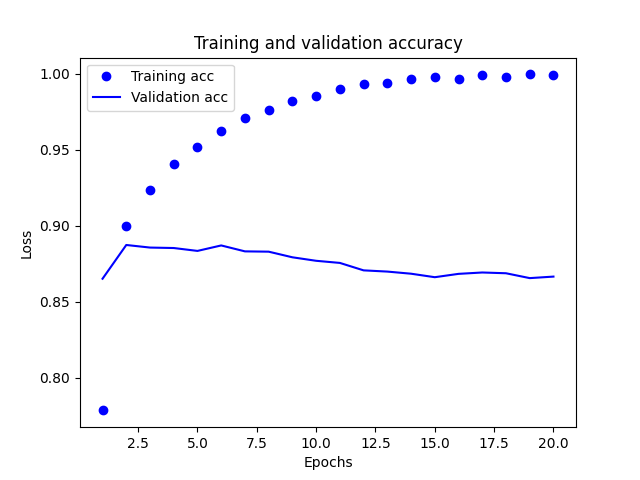 Training and validation accuracy
1.00
0.95
0.90
0.85
0.80
Loss
Training acc
Validation acc
2.5 5.0 7.5 10.0 12.5 15.0 17.5 20.0
Epochs